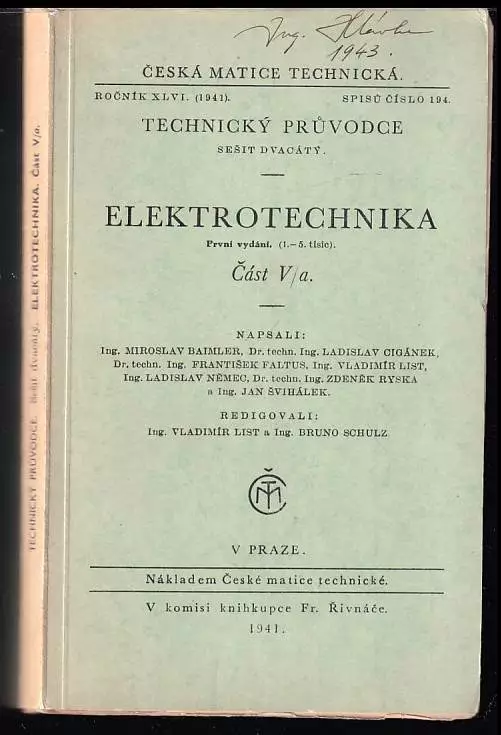 Ing.
1943.
ČESKÁ MATICE TECHNICKÁ.
ROČNÍK XLVI. (1941). SPISŮ ČÍSLO 194.
TECHNICKÝ PRŮVODCE
SEŠIT DVACÁTÝ.
ELEKTROTECHNIKA
První vydání. (1.—5. tisíc).
Část V/a.
NAPSALI:
Ing. MIROSLAV BAIMLER, Dr. techn. Ing. LADISLAV CIGÁNEK,
Dr. techn. Ing. FRANTIŠEK FALTUS, Ing. VLADIMÍR LIST,
Ing. LADISLAV NĚMEC, Dr. techn. Ing. ZDENĚK RYSKA
a Ing. JAN ŠVIHÁLEK.
REDIGOVALI:
Ing. VLADIMÍR LIST a Ing. BRUNO SCHULZ
ČMT
V PRAZE.
Nákladem České matice technické.
V komisi knihkupce Fr. Řivnáče.
1941.
TECHNICKÝ PRŮVODCE. Sešit dvacátý. ELEKTROTECHNIKA. Část V/a.